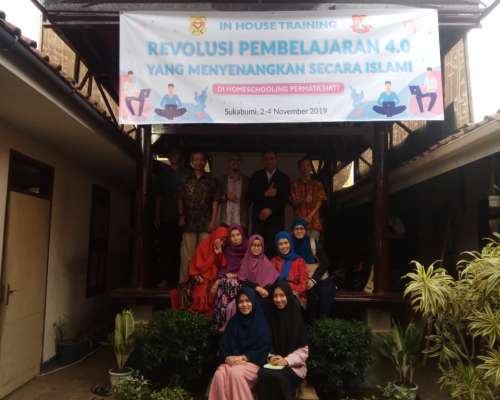 IN HOUSE TRAINING
REVOLUSI PEMBELAJARAN 4.0
YANG MENYENANGKAN SECARA ISLAMI
DI HOMESCHOOLING PERMATA HATI
Sukabumi, 2-4 November 2019